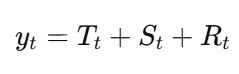 y_t = T_t + S_t + R_t